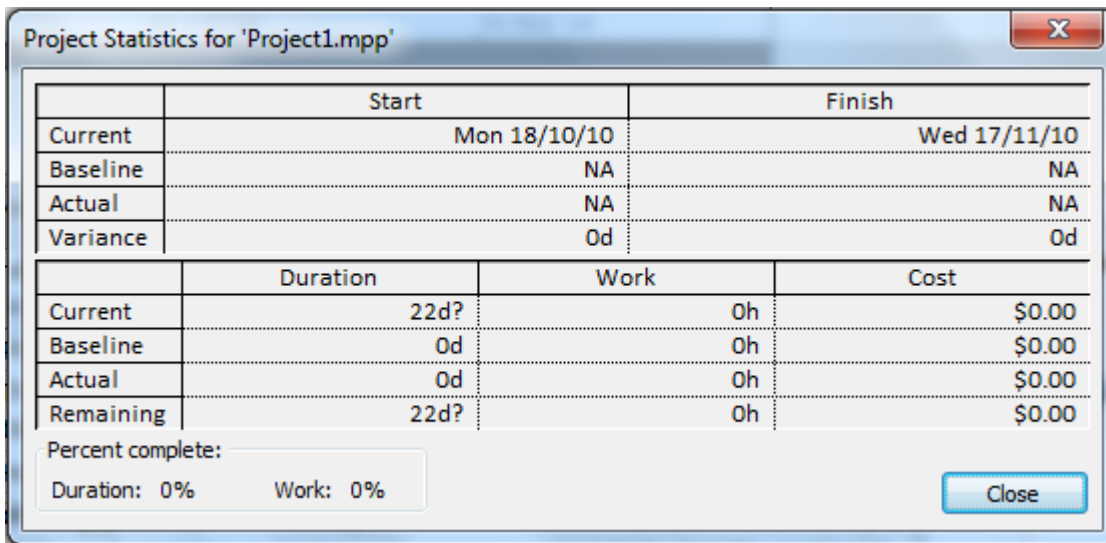 Project Statistics for 'Project1.mpp'
Start Finish
Current Mon 18/10/10 Wed 17/11/10
Baseline NA NA
Actual NA NA
Variance 0d 0d
Duration Work Cost
Current 22d? 0h $0.00
Baseline 0d 0h $0.00
Actual 0d 0h $0.00
Remaining 22d? 0h $0.00
Percent complete:
Duration: 0% Work: 0%
Close